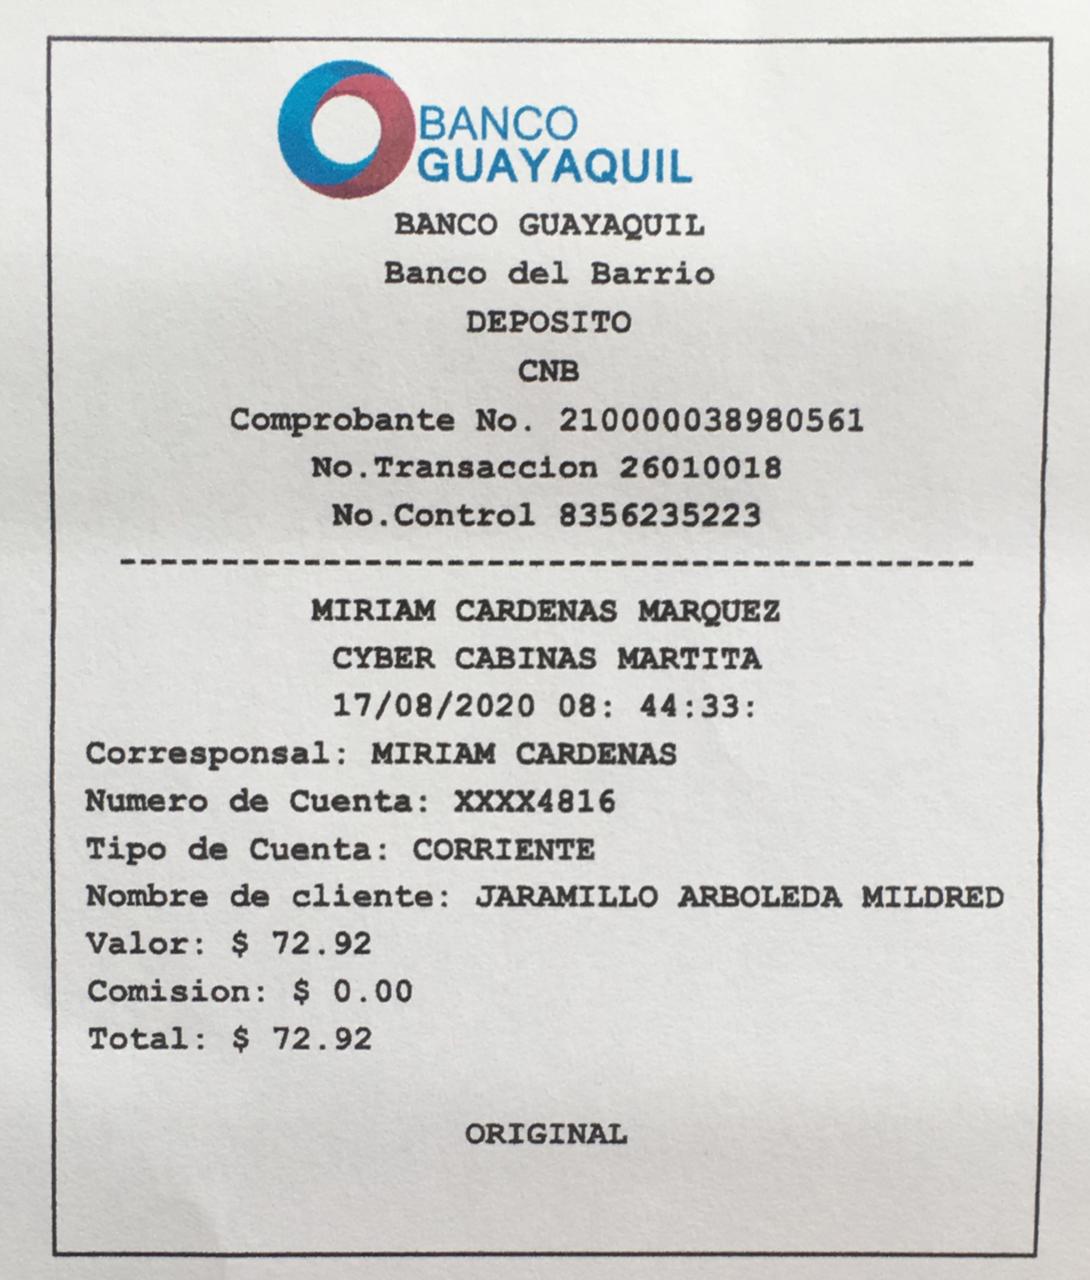 BANCO
GUAYAQUIL
BANCO GUAYAQUIL
Banco del Barrio
DEPOSITO
CNB
Comprobante No. 210000038980561
No.Transaccion 26010018
No.Control 8356235223
------------------------------------------
MIRIAM CARDENAS MARQUEZ
CYBER CABINAS MARTITA
17/08/2020 08: 44:33:
Corresponsal: MIRIAM CARDENAS
Numero de Cuenta: XXXX4816
Tipo de Cuenta: CORRIENTE
Nombre de cliente: JARAMILLO ARBOLEDA MILDRED
Valor: $ 72.92
Comision: $ 0.00
Total: $ 72.92
ORIGINAL